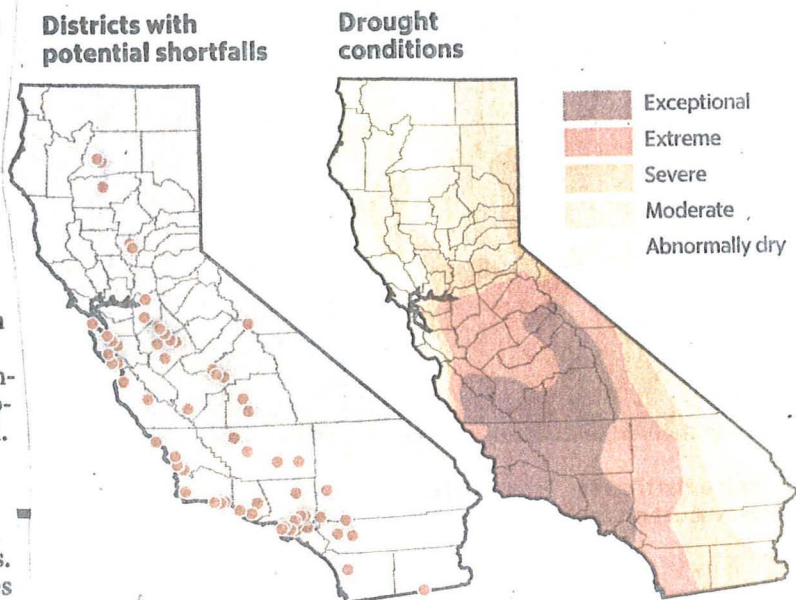 Districts with
potential shortfalls
Drought
conditions
Exceptional
Extreme
Severe
Moderate
Abnormally dry